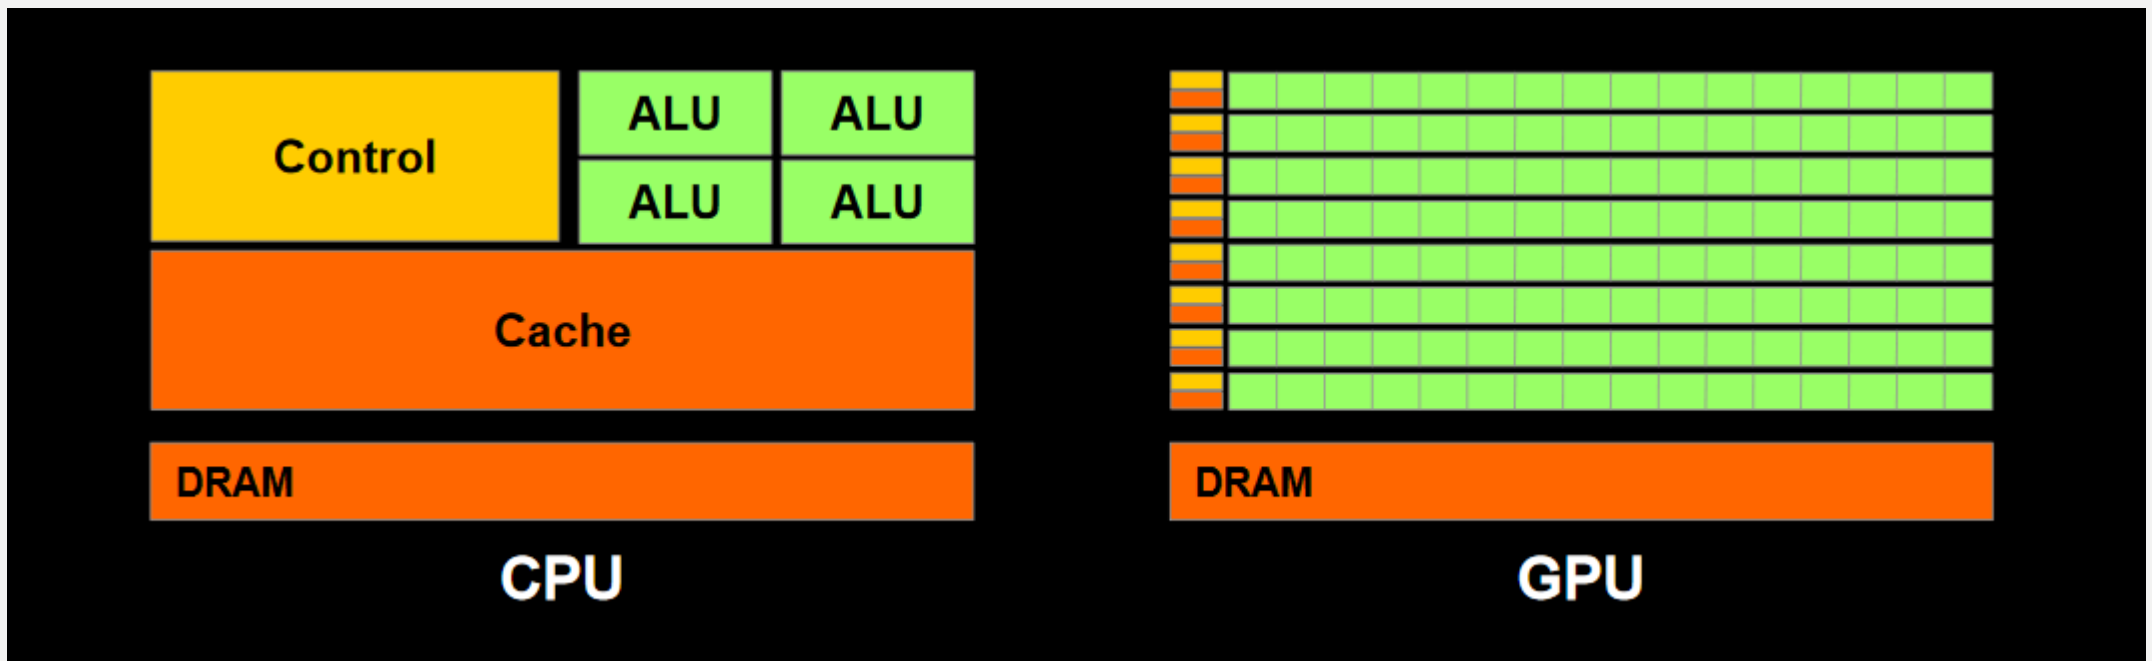 Control
ALU ALU
ALU ALU
Cache
DRAM
CPU
DRAM
GPU